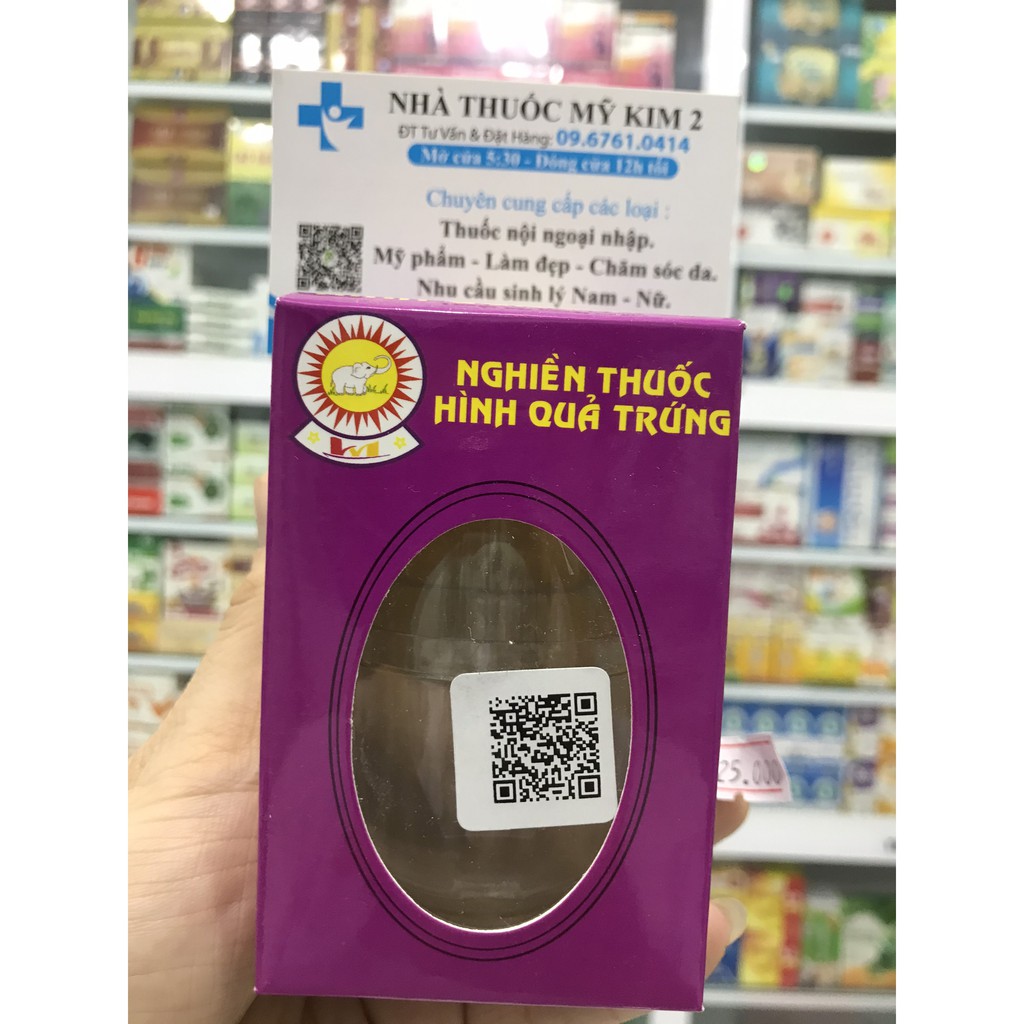 NHÀ THUỐC MỸ KIM 2
ĐT Tư Vấn & Đặt Hàng: 09.6761.0414
Mở cửa 5:30 - Đóng cửa 12h tối
Chuyên cung cấp các loại :
Thuốc nội ngoại nhập.
Mỹ phẩm - Làm đẹp - Chăm sóc da.
Nhu cầu sinh lý Nam - Nữ.
NGHIỀN THUỐC
HÌNH QUẢ TRỨNG
25.000